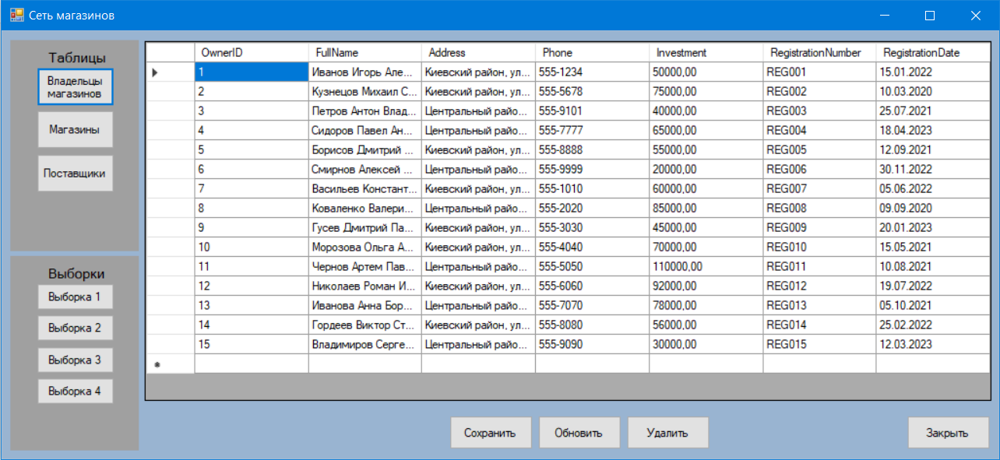 Сеть магазинов
Таблицы
Владельцы
магазинов
Магазины
Поставщики
Выборки
Выборка 1
Выборка 2
Выборка 3
Выборка 4
OwnerID FullName Address Phone Investment RegistrationNumber RegistrationDate
1 Иванов Игорь Але... Киевский район, ул... 555-1234 50000,00 REG001 15.01.2022
2 Кузнецов Михаил С... Киевский район, ул... 555-5678 75000,00 REG002 10.03.2020
3 Петров Антон Влад... Центральный райо... 555-9101 40000,00 REG003 25.07.2021
4 Сидоров Павел Ан... Центральный райо... 555-7777 65000,00 REG004 18.04.2023
5 Борисов Дмитрий ... Киевский район, ул... 555-8888 55000,00 REG005 12.09.2021
6 Смирнов Алексей ... Центральный райо... 555-9999 20000,00 REG006 30.11.2022
7 Васильев Констант... Киевский район, ул... 555-1010 60000,00 REG007 05.06.2022
8 Коваленко Валери... Центральный райо... 555-2020 85000,00 REG008 09.09.2020
9 Гусев Дмитрий Па... Киевский район, ул... 555-3030 45000,00 REG009 20.01.2023
10 Морозова Ольга А... Киевский район, ул... 555-4040 70000,00 REG010 15.05.2021
11 Чернов Артем Пав... Центральный райо... 555-5050 110000,00 REG011 10.08.2021
12 Николаев Роман И... Киевский район, ул... 555-6060 92000,00 REG012 19.07.2022
13 Иванова Анна Бор... Центральный райо... 555-7070 78000,00 REG013 05.10.2021
14 Гордеев Виктор Ст... Киевский район, ул... 555-8080 56000,00 REG014 25.02.2022
15 Владимиров Серге... Центральный райо... 555-9090 30000,00 REG015 12.03.2023
Сохранить Обновить Удалить Закрыть